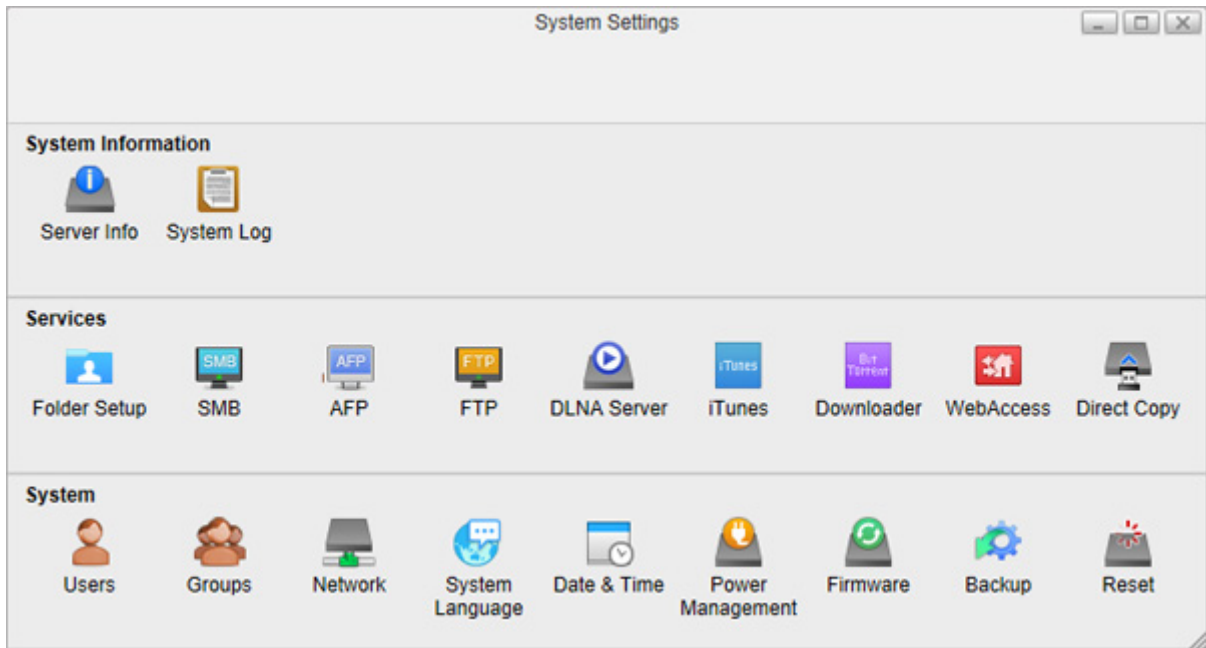 System Settings
System Information
Server Info
System Log
Services
SMB
AFP
FTP
iTunes
Bit
Torrent
Folder Setup
SMB
AFP
FTP
DLNA Server
iTunes
Downloader
WebAccess
Direct Copy
System
Users
Groups
Network
System
Language
Date & Time
Power
Management
Firmware
Backup
Reset